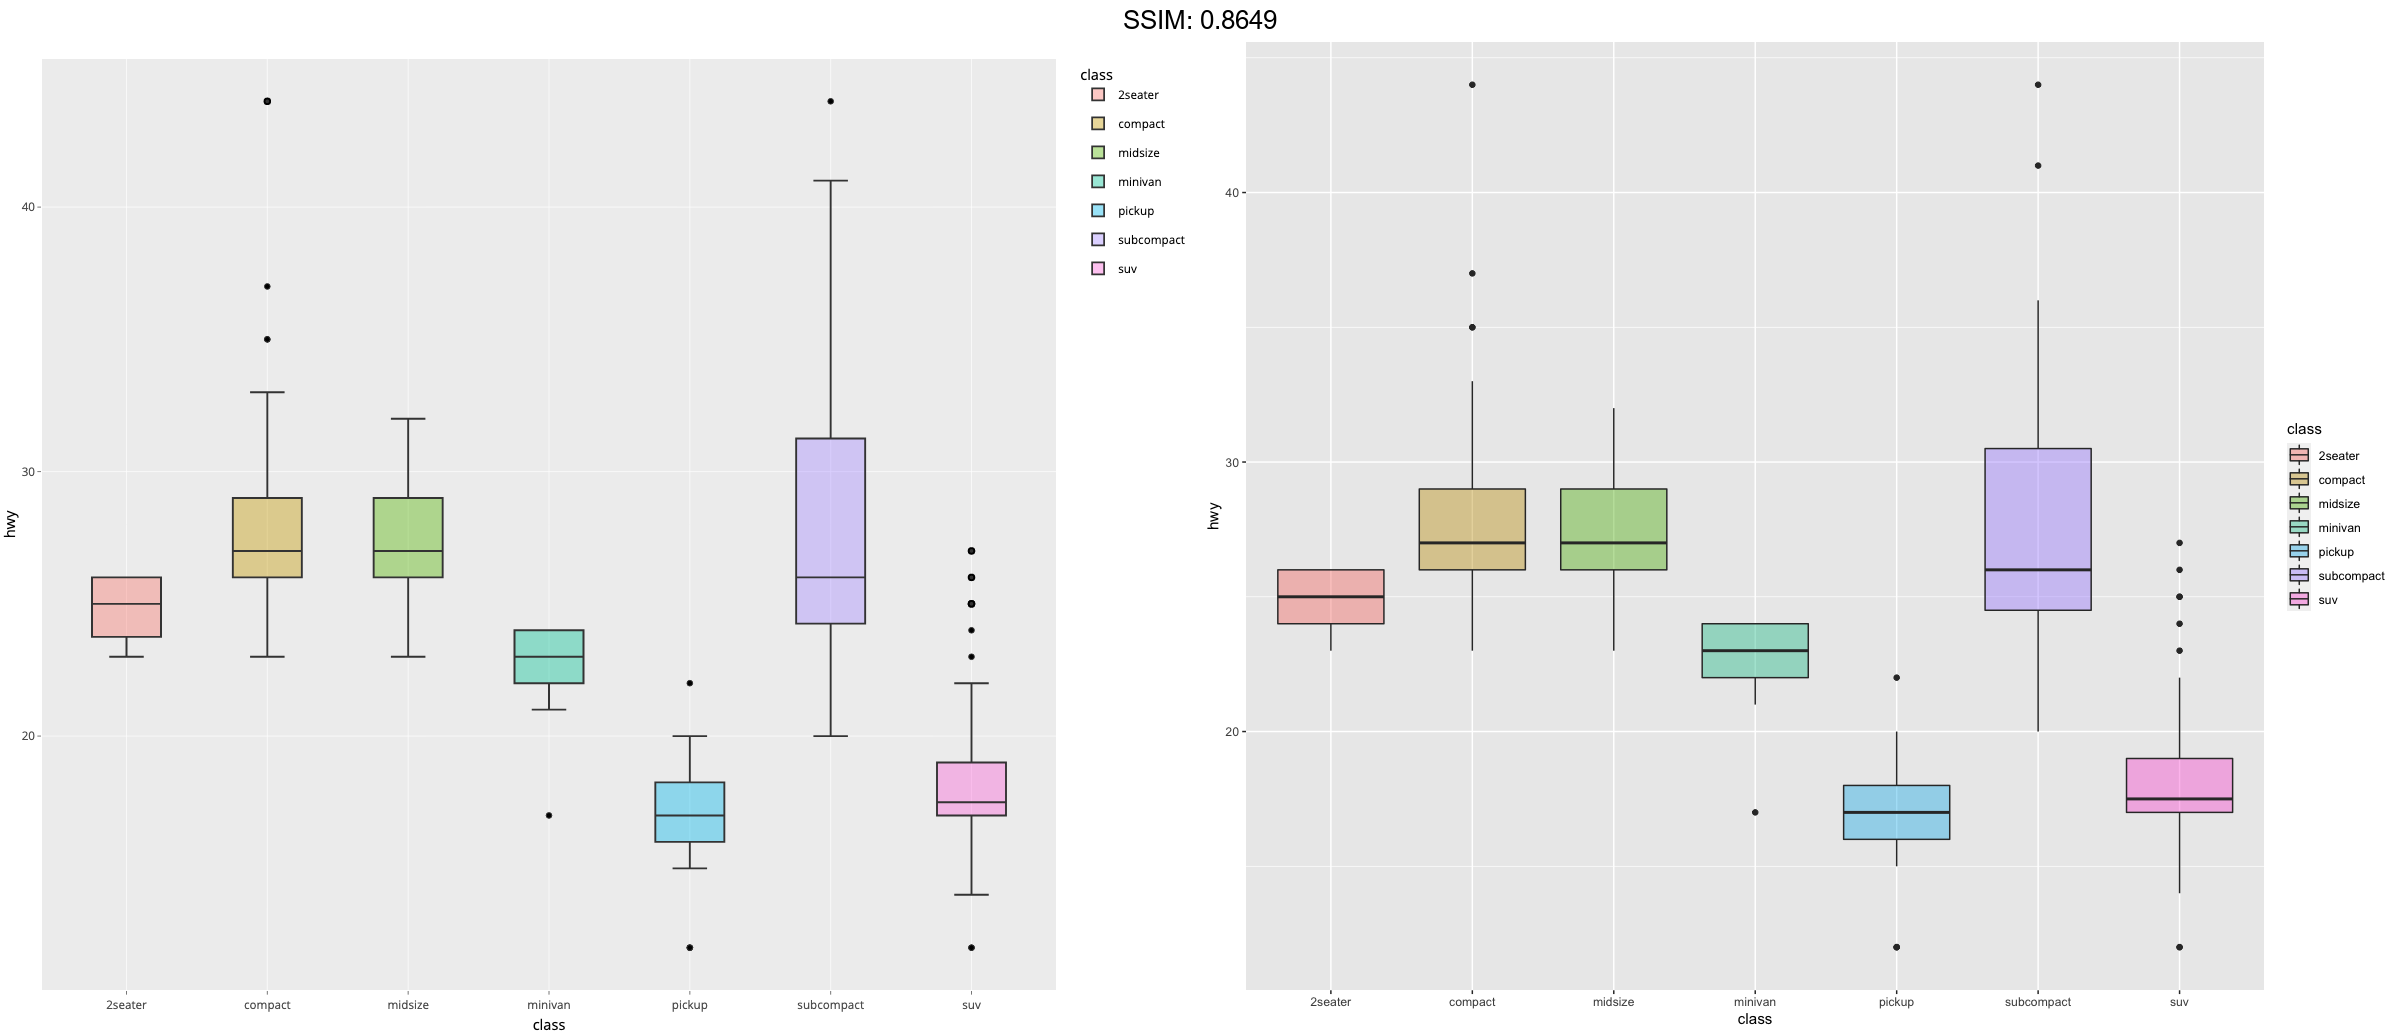 SSIM: 0.8649
class
2seater
compact
midsize
minivan
pickup
subcompact
suv
40
30
20
hwy
2seater compact midsize minivan pickup subcompact suv
class
40
30
20
hwy
2seater compact midsize minivan pickup subcompact suv
class
class
2seater
compact
midsize
minivan
pickup
subcompact
suv